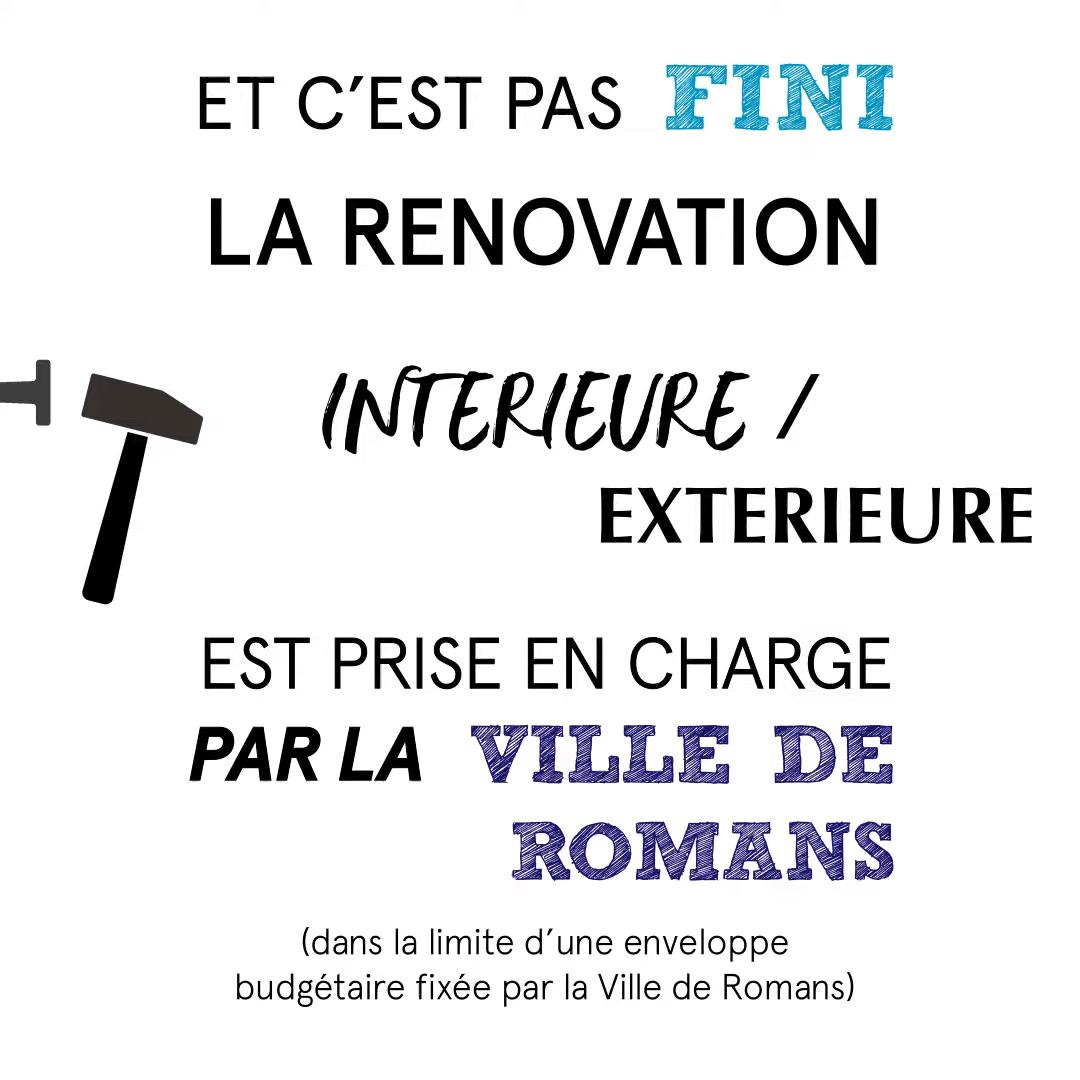 ET C’EST PAS FINI
LA RENOVATION
INTERIEURE /
EXTERIEURE
EST PRISE EN CHARGE
PAR LA VILLE DE
ROMANS
(dans la limite d’une enveloppe
budgétaire fixée par la Ville de Romans)